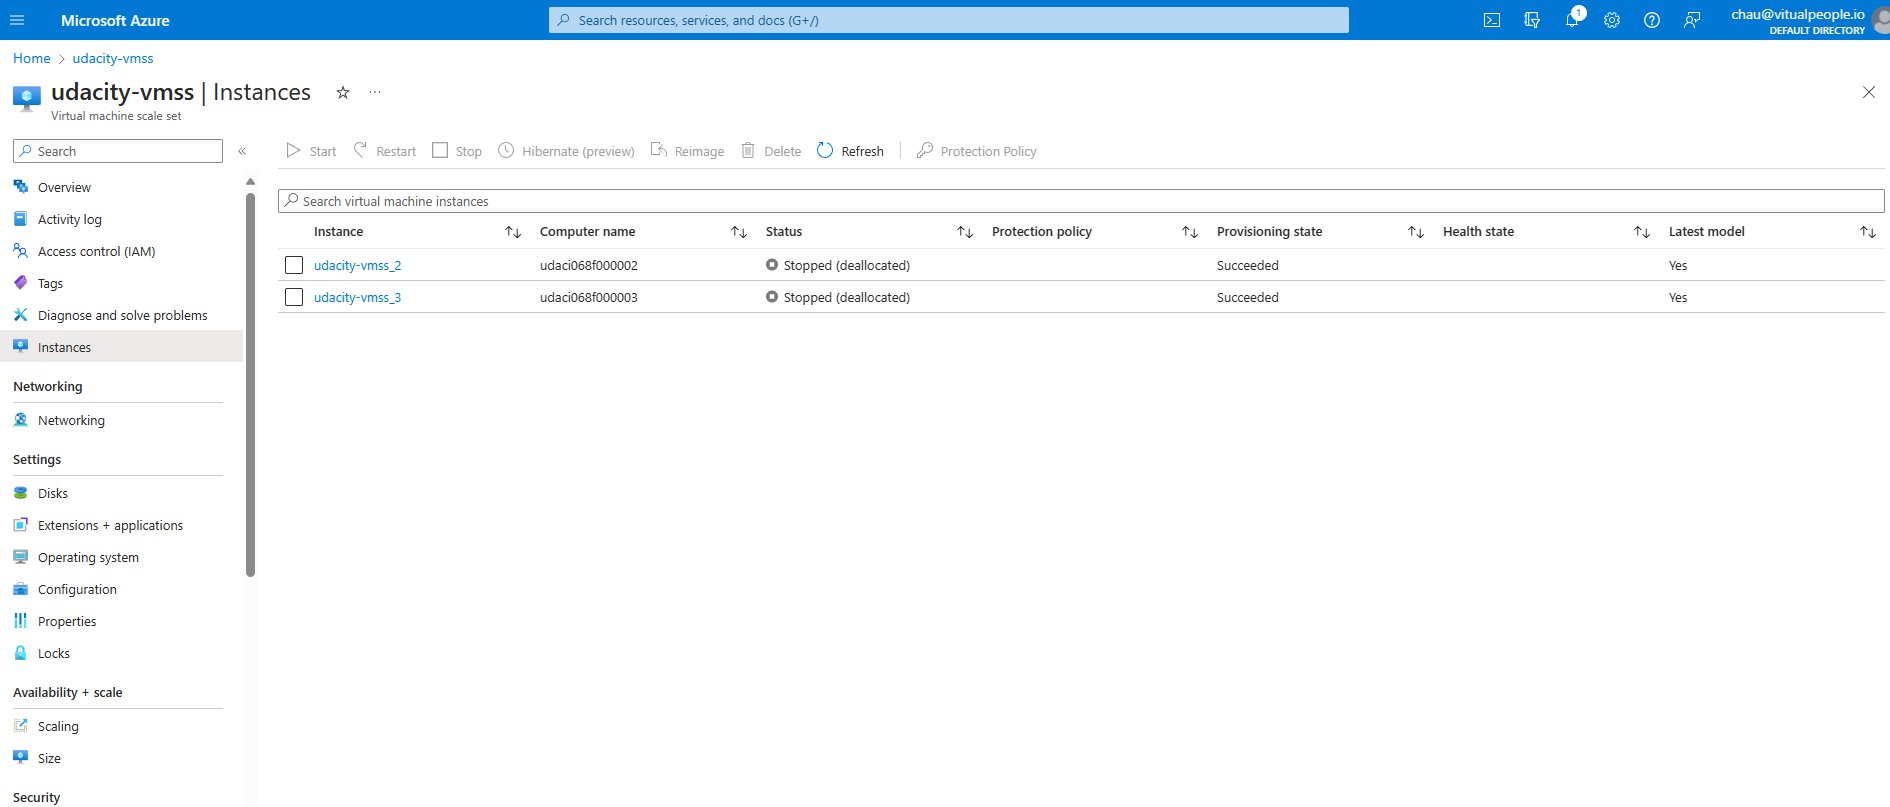 Microsoft Azure
Search resources, services, and docs (G+/)
1
chau@vitualpeople.io
DEFAULT DIRECTORY
Home > udacity-vmss
udacity-vmss | Instances
Virtual machine scale set
Search
Start Restart Stop Hibernate (preview) Reimage Delete Refresh Protection Policy
Overview
Activity log
Access control (IAM)
Tags
Diagnose and solve problems
Instances
Networking
Networking
Settings
Disks
Extensions + applications
Operating system
Configuration
Properties
Locks
Availability + scale
Scaling
Size
Security
Search virtual machine instances
Instance Computer name Status Protection policy Provisioning state Health state Latest model
udacity-vmss_2 udaci068f000002 Stopped (deallocated) Succeeded Yes
udacity-vmss_3 udaci068f000003 Stopped (deallocated) Succeeded Yes